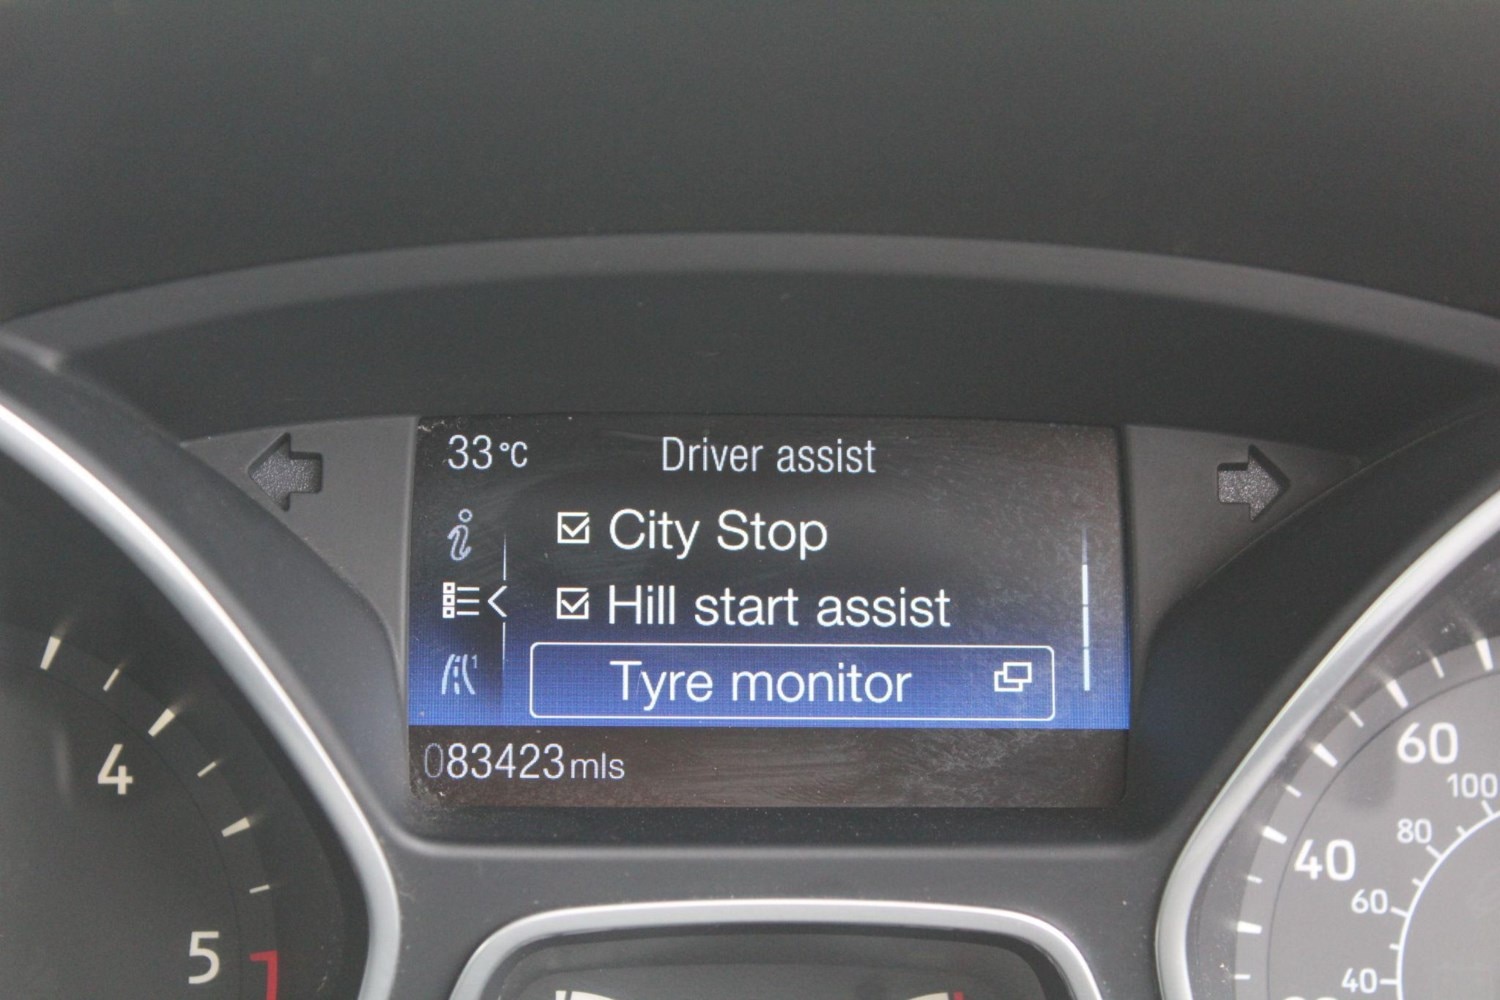 33°C Driver assist
City Stop
Hill start assist
1
Tyre monitor
083423mls
4
5
60
100
80
40
60
40